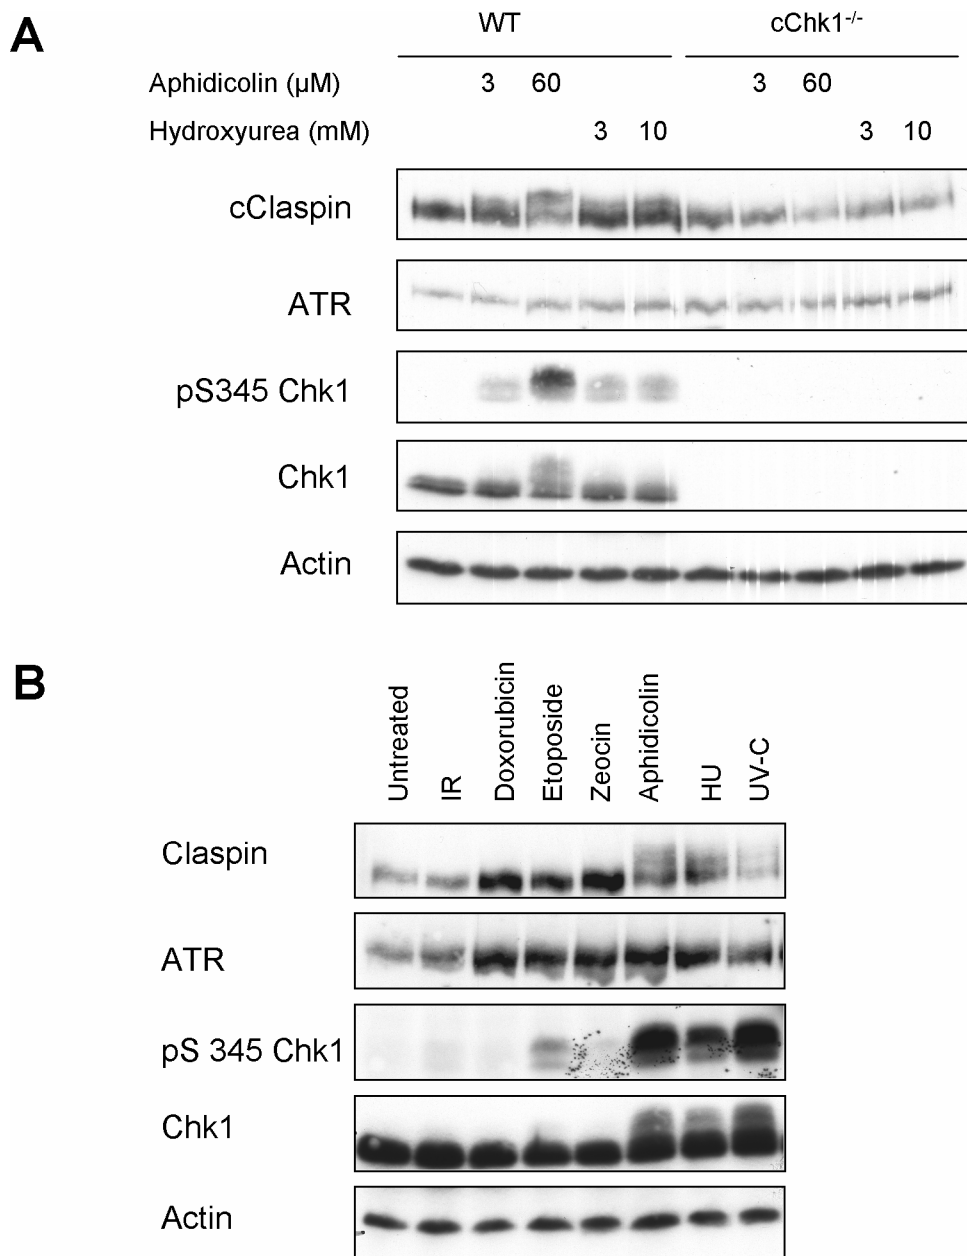 A
WT cChk1-/-
Aphidicolin (µM) 3 60 3 60
Hydroxyurea (mM) 3 10 3 10
cClaspin
ATR
pS345 Chk1
Chk1
Actin
B
Untreated
IR
Doxorubicin
Etoposide
Zeocin
Aphidicolin
HU
UV-C
Claspin
ATR
pS 345 Chk1
Chk1
Actin